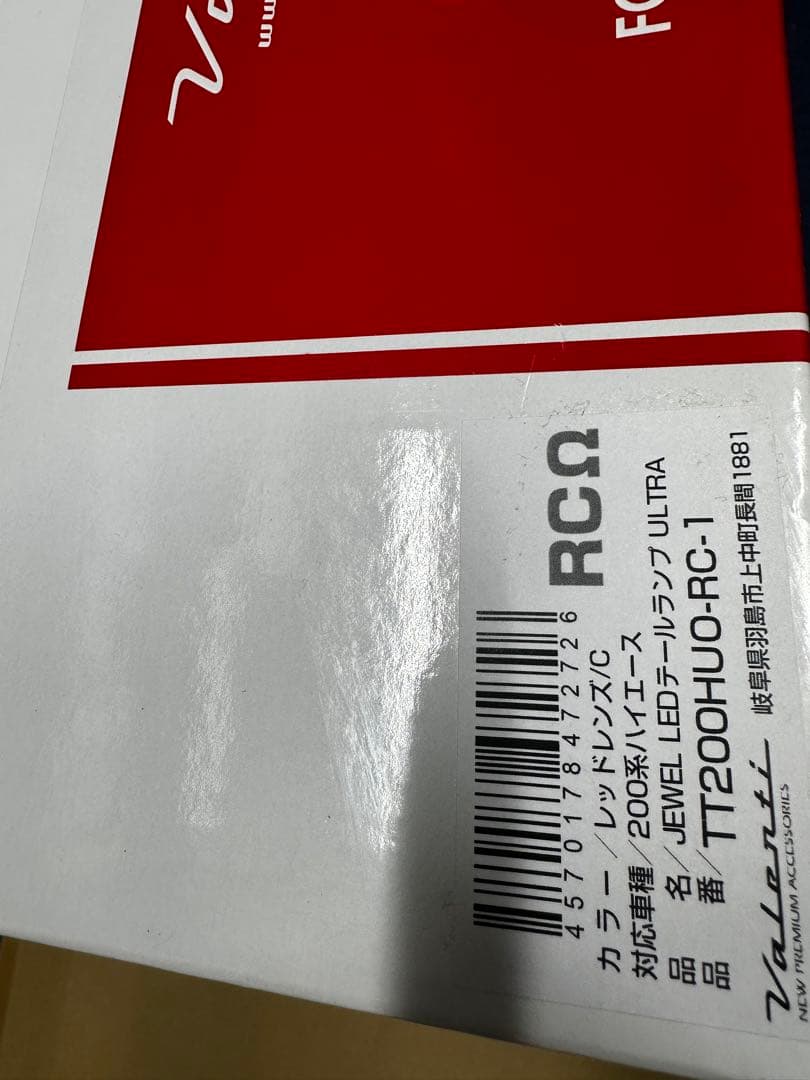 www
FO
RCΩ
4570178472726
カラー/レッドレンズ/C
対応車種/200系ハイエース
品 名/JEWEL LEDテールランプ ULTRA
品 番/TT200HUO-RC-1
Valenti 岐阜県羽島市上中町長間1881
NEW PREMIUM ACCESSORIES